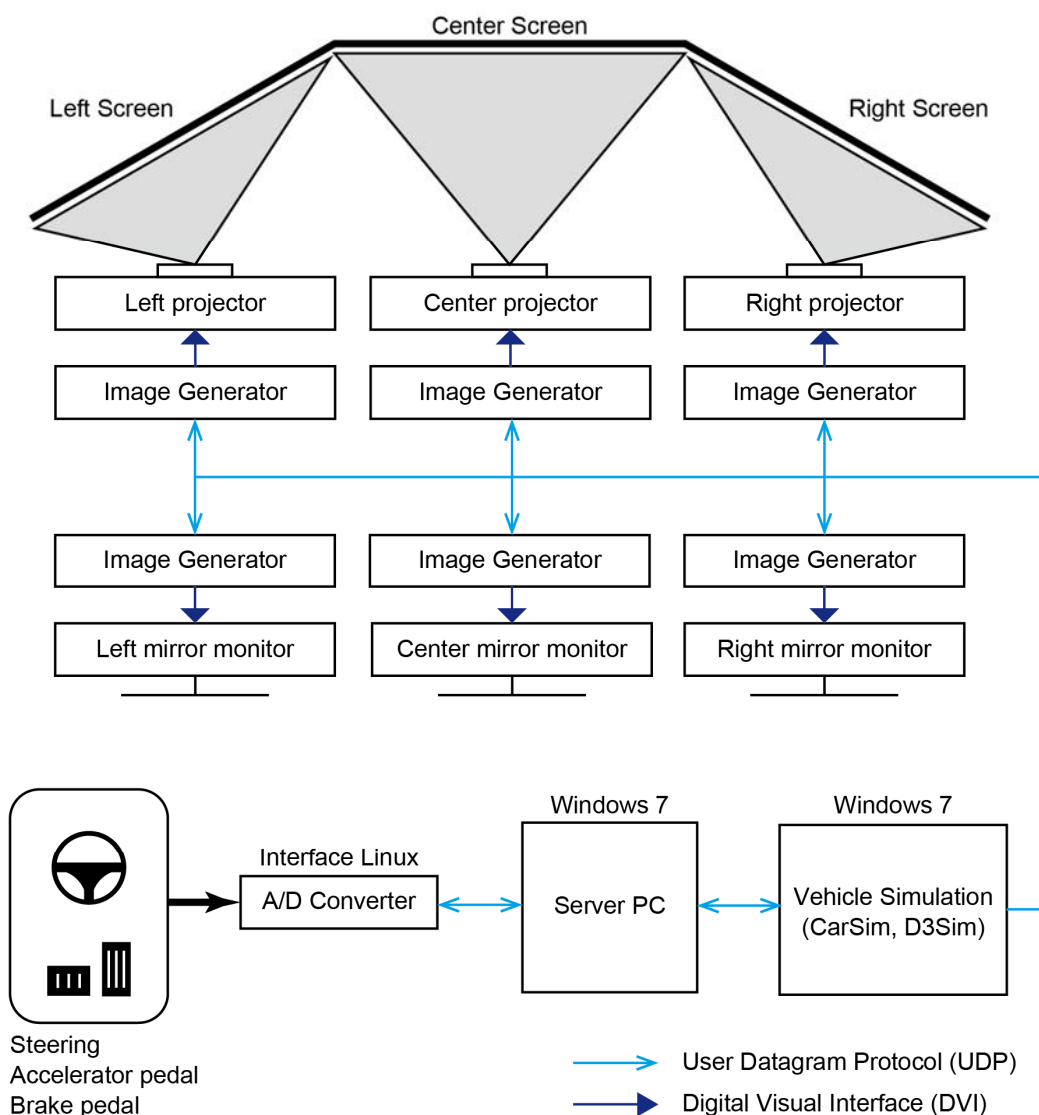 Center Screen
Left Screen
Right Screen
Left projector
Center projector
Right projector
Image Generator
Image Generator
Image Generator
Image Generator
Image Generator
Image Generator
Left mirror monitor
Center mirror monitor
Right mirror monitor
Windows 7
Windows 7
Interface Linux
A/D Converter
Server PC
Vehicle Simulation
(CarSim, D3Sim)
Steering
Accelerator pedal
Brake pedal
User Datagram Protocol (UDP)
Digital Visual Interface (DVI)